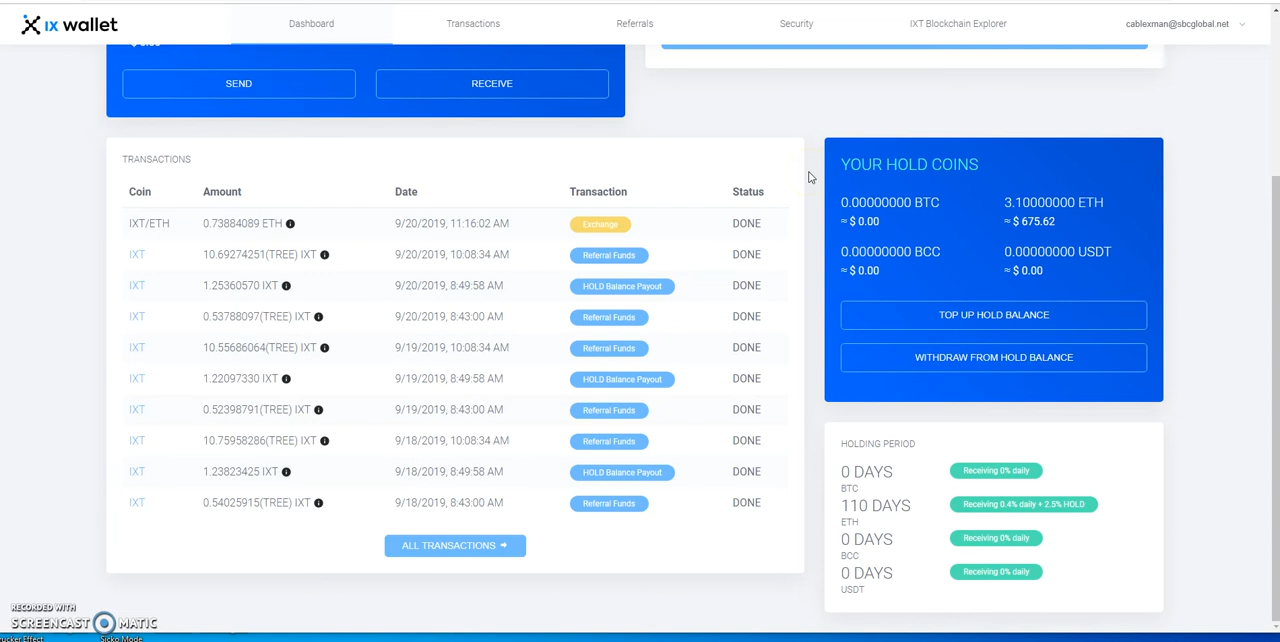 ix wallet Dashboard Transactions Referrals Security IXT Blockchain Explorer cablexman@sbcglobal.net
SEND RECEIVE
TRANSACTIONS
Coin Amount Date Transaction Status
IXT/ETH 0.73884089 ETH 9/20/2019, 11:16:02 AM Exchange DONE
IXT 10.69274251(TREE) IXT 9/20/2019, 10:08:34 AM Referral Funds DONE
IXT 1.25360570 IXT 9/20/2019, 8:49:58 AM HOLD Balance Payout DONE
IXT 0.53788097(TREE) IXT 9/20/2019, 8:43:00 AM Referral Funds DONE
IXT 10.55686064(TREE) IXT 9/19/2019, 10:08:34 AM Referral Funds DONE
IXT 1.22097330 IXT 9/19/2019, 8:49:58 AM HOLD Balance Payout DONE
IXT 0.52398791(TREE) IXT 9/19/2019, 8:43:00 AM Referral Funds DONE
IXT 10.75958286(TREE) IXT 9/18/2019, 10:08:34 AM Referral Funds DONE
IXT 1.23823425 IXT 9/18/2019, 8:49:58 AM HOLD Balance Payout DONE
IXT 0.54025915(TREE) IXT 9/18/2019, 8:43:00 AM Referral Funds DONE
ALL TRANSACTIONS
YOUR HOLD COINS
0.00000000 BTC 3.10000000 ETH
≈ $ 0.00 ≈ $ 675.62
0.00000000 BCC 0.00000000 USDT
≈ $ 0.00 ≈ $ 0.00
TOP UP HOLD BALANCE
WITHDRAW FROM HOLD BALANCE
HOLDING PERIOD
0 DAYS Receiving 0% daily
BTC
110 DAYS Receiving 0.4% daily + 2.5% HOLD
ETH
0 DAYS Receiving 0% daily
BCC
0 DAYS Receiving 0% daily
USDT
RECORDED WITH
SCREENCAST MATIC
Effect Sicko Mode